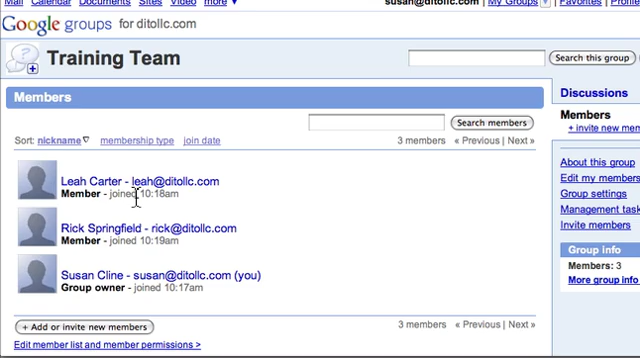 Mail Calendar Documents Sites Video more ▼ susan@ditollc.com | My Groups ▼ | Favorites | Profile
Google groups for ditollc.com
Training Team
Search this group
Members
Search members
Sort: nickname membership type join date 3 members « Previous | Next »
Leah Carter - leah@ditollc.com
Member - joined 10:18am
Rick Springfield - rick@ditollc.com
Member - joined 10:19am
Susan Cline - susan@ditollc.com (you)
Group owner - joined 10:17am
+ Add or invite new members
3 members « Previous | Next »
Edit member list and member permissions >
Discussions
Members
+ invite new mem
About this group
Edit my members
Group settings
Management task
Invite members
Group info
Members: 3
More group info